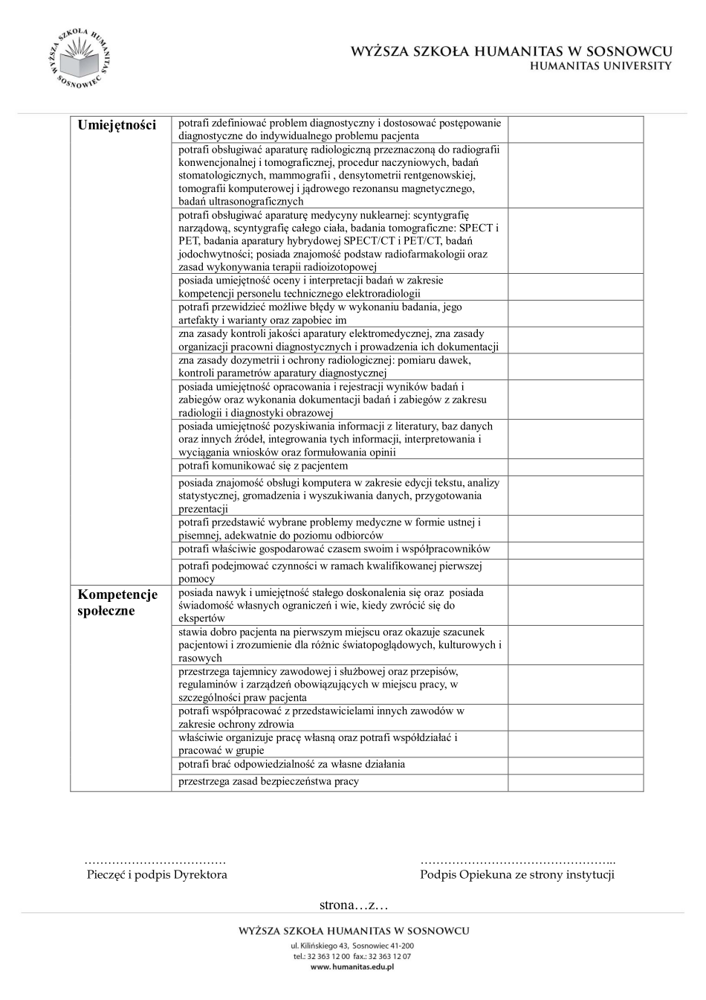 WYŻSZA SZKOŁA HUMANITAS
SOSNOWIEC
WYŻSZA SZKOŁA HUMANITAS W SOSNOWCU
HUMANITAS UNIVERSITY
Umiejętności
potrafi zdefiniować problem diagnostyczny i dostosować postępowanie
diagnostyczne do indywidualnego problemu pacjenta
potrafi obsługiwać aparaturę radiologiczną przeznaczoną do radiografii
konwencjonalnej i tomograficznej, procedur naczyniowych, badań
stomatologicznych, mammografii , densytometrii rentgenowskiej,
tomografii komputerowej i jądrowego rezonansu magnetycznego,
badań ultrasonograficznych
potrafi obsługiwać aparaturę medycyny nuklearnej: scyntygrafię
narządową, scyntygrafię całego ciała, badania tomograficzne: SPECT i
PET, badania aparatury hybrydowej SPECT/CT i PET/CT, badań
jodochwytności; posiada znajomość podstaw radiofarmakologii oraz
zasad wykonywania terapii radioizotopowej
posiada umiejętność oceny i interpretacji badań w zakresie
kompetencji personelu technicznego elektroradiologii
potrafi przewidzieć możliwe błędy w wykonaniu badania, jego
artefakty i warianty oraz zapobiec im
zna zasady kontroli jakości aparatury elektromedycznej, zna zasady
organizacji pracowni diagnostycznych i prowadzenia ich dokumentacji
zna zasady dozymetrii i ochrony radiologicznej: pomiaru dawek,
kontroli parametrów aparatury diagnostycznej
posiada umiejętność opracowania i rejestracji wyników badań i
zabiegów oraz wykonania dokumentacji badań i zabiegów z zakresu
radiologii i diagnostyki obrazowej
posiada umiejętność pozyskiwania informacji z literatury, baz danych
oraz innych źródeł, integrowania tych informacji, interpretowania i
wyciągania wniosków oraz formułowania opinii
potrafi komunikować się z pacjentem
posiada znajomość obsługi komputera w zakresie edycji tekstu, analizy
statystycznej, gromadzenia i wyszukiwania danych, przygotowania
prezentacji
potrafi przedstawić wybrane problemy medyczne w formie ustnej i
pisemnej, adekwatnie do poziomu odbiorców
potrafi właściwie gospodarować czasem swoim i współpracowników
potrafi podejmować czynności w ramach kwalifikowanej pierwszej
pomocy
Kompetencje
społeczne
posiada nawyk i umiejętność stałego doskonalenia się oraz  posiada
świadomość własnych ograniczeń i wie, kiedy zwrócić się do
ekspertów
stawia dobro pacjenta na pierwszym miejscu oraz okazuje szacunek
pacjentowi i zrozumienie dla różnic światopoglądowych, kulturowych i
rasowych
przestrzega tajemnicy zawodowej i służbowej oraz przepisów,
regulaminów i zarządzeń obowiązujących w miejscu pracy, w
szczególności praw pacjenta
potrafi współpracować z przedstawicielami innych zawodów w
zakresie ochrony zdrowia
właściwie organizuje pracę własną oraz potrafi współdziałać i
pracować w grupie
potrafi brać odpowiedzialność za własne działania
przestrzega zasad bezpieczeństwa pracy
……………………………… ………………………………………….…
Pieczęć i podpis Dyrektora Podpis Opiekuna ze strony instytucji
strona…z…
WYŻSZA SZKOŁA HUMANITAS W SOSNOWCU
ul. Kilińskiego 43, Sosnowiec 41-200
tel.: 32 363 12 00 fax.: 32 363 12 07
www. humanitas.edu.pl